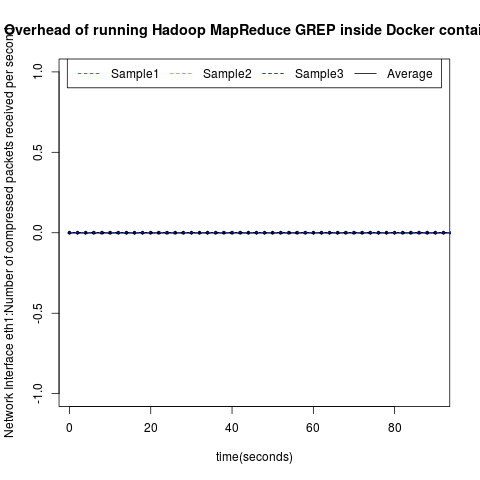 Overhead of running Hadoop MapReduce GREP inside Docker contai
Network Interface eth1:Number of compressed packets received per second
Sample1 Sample2 Sample3 Average
1.0
0.5
0.0
-0.5
-1.0
0 20 40 60 80
time(seconds)